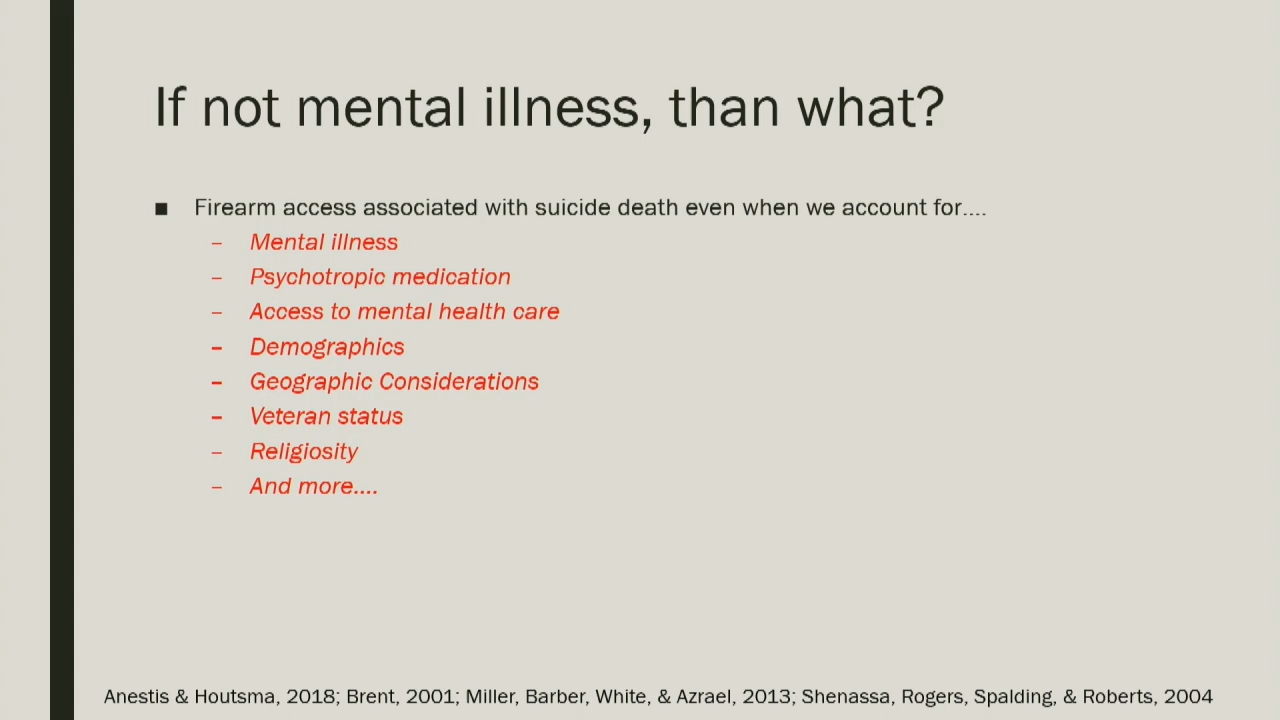 If not mental illness, than what?
■ Firearm access associated with suicide death even when we account for....
– Mental illness
– Psychotropic medication
– Access to mental health care
– Demographics
– Geographic Considerations
– Veteran status
– Religiosity
– And more....
Anestis & Houtsma, 2018; Brent, 2001; Miller, Barber, White, & Azrael, 2013; Shenassa, Rogers, Spalding, & Roberts, 2004